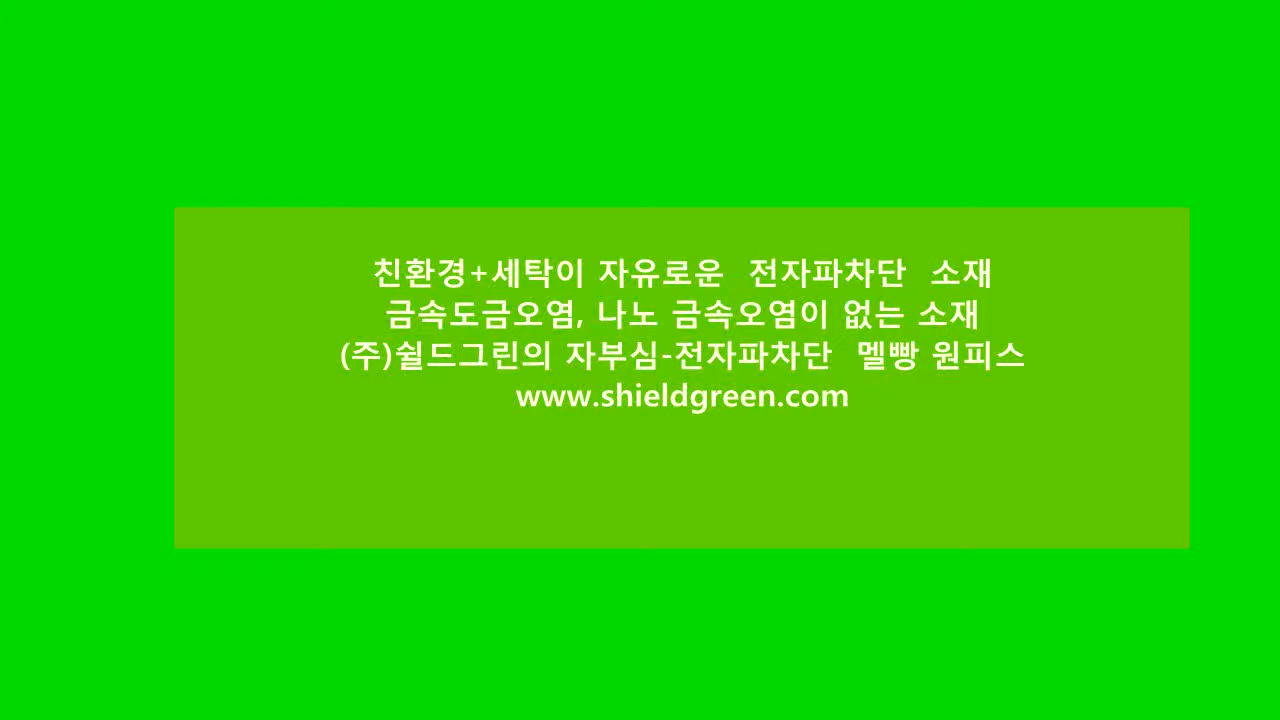 친환경+세탁이 자유로운 전자파차단 소재
금속도금오염, 나노 금속오염이 없는 소재
(주)쉴드그린의 자부심-전자파차단 멜빵 원피스
www.shieldgreen.com